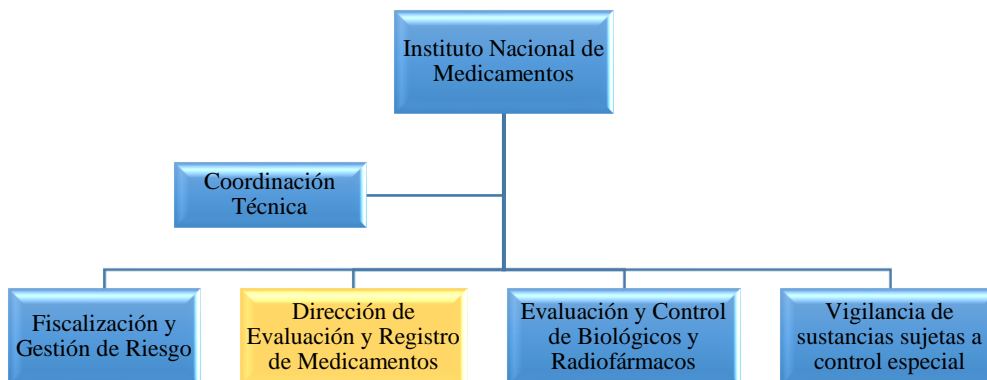 Instituto Nacional de
Medicamentos
Coordinación
Técnica
Fiscalización y
Gestión de Riesgo
Dirección de
Evaluación y Registro
de Medicamentos
Evaluación y Control
de Biológicos y
Radiofármacos
Vigilancia de
sustancias sujetas a
control especial